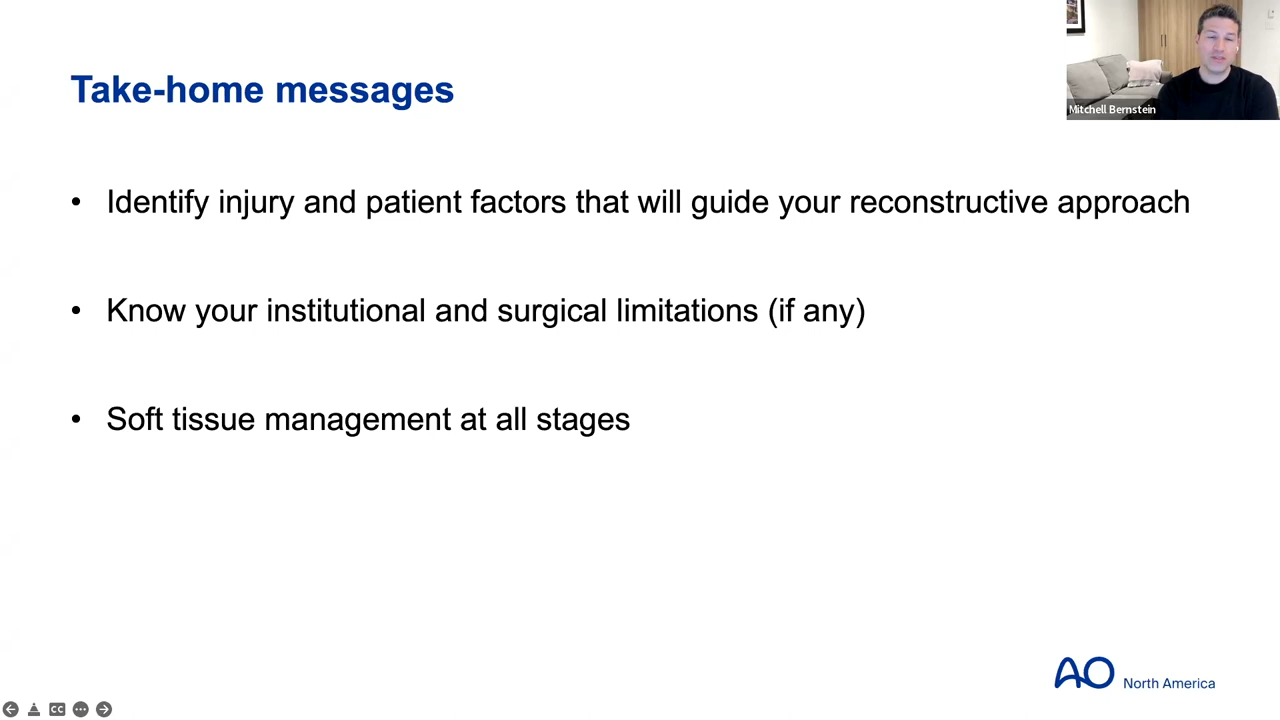 Take-home messages
Mitchell Bernstein
• Identify injury and patient factors that will guide your reconstructive approach
• Know your institutional and surgical limitations (if any)
• Soft tissue management at all stages
AO North America
CC